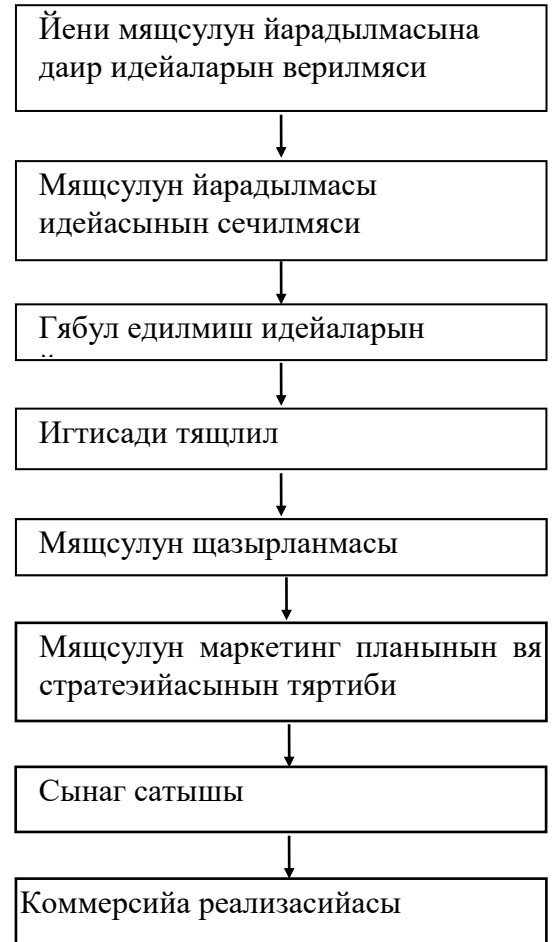 Йени мящсулун йарадылмасына
даир идейаларын верилмяси
Мящсулун йарадылмасы
идейасынын сечилмяси
Гябул едилмиш идейаларын
Игтисади тящлил
Мящсулун щазырланмасы
Мящсулун маркетинг планынын вя
стратеэийасынын тяртиби
Сынаг сатышы
Коммерсийа реализасийасы